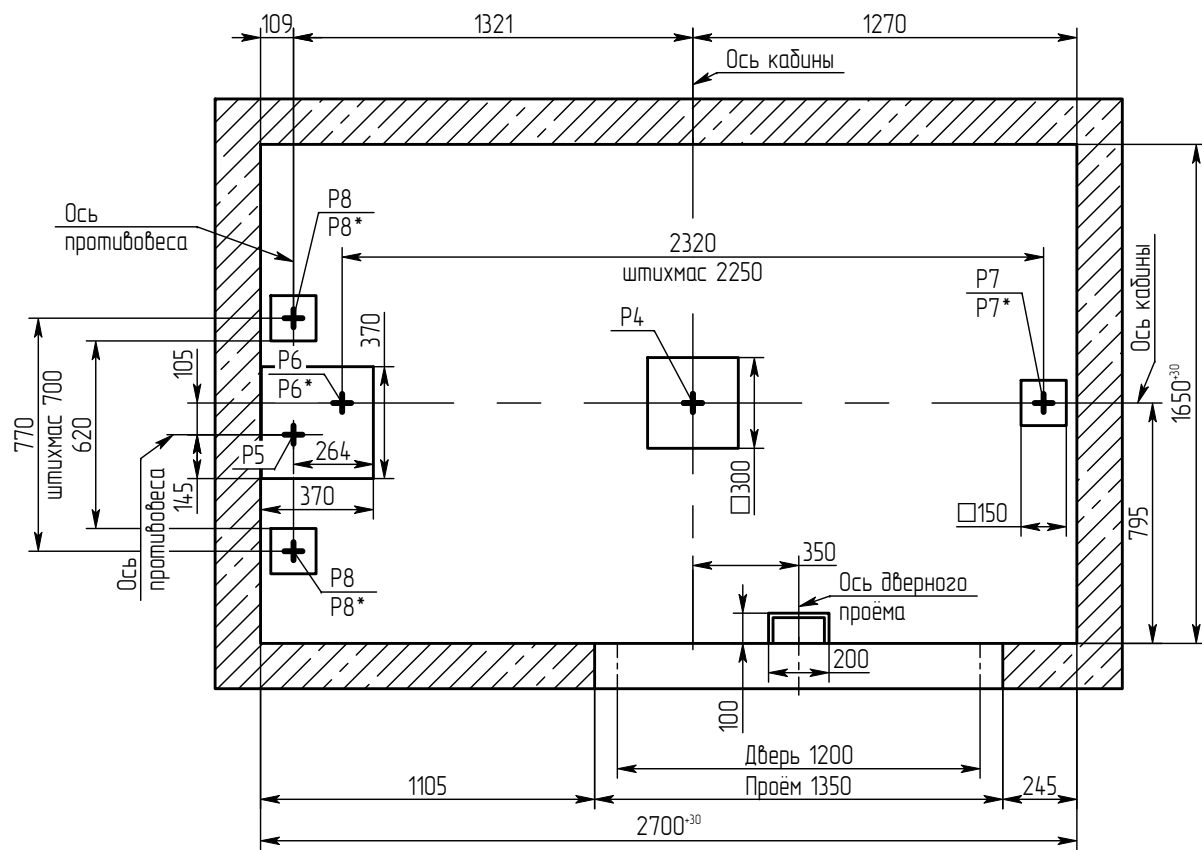 109
1321
1270
Ось кабины
Ось
противовеса
P8
P8*
2320
штихмас 2250
P7
P7*
Ось кабины
1650⁺³⁰
P4
370
105
P6
P6*
770
штихмас 700
620
P5
264
145
370
Ось
противовеса
□300
□150
795
350
P8
P8*
Ось дверного
проёма
200
100
Дверь 1200
1105
Проём 1350
245
2700⁺³⁰